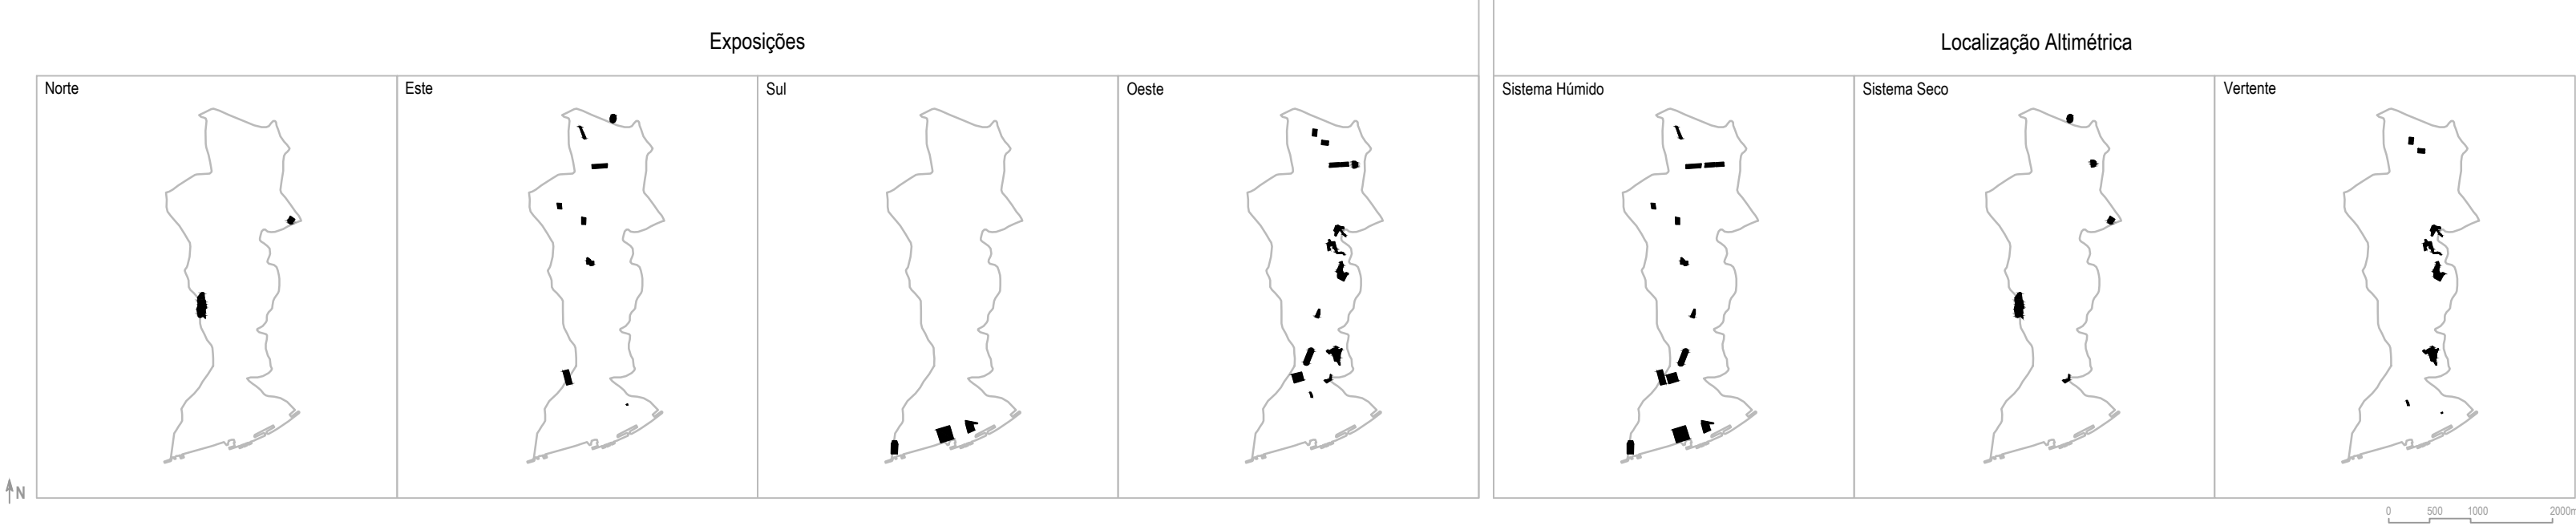 Exposições
Localização Altimétrica
Norte
Este
Sul
Oeste
Sistema Húmido
Sistema Seco
Vertente
N
0 500 1000 2000m